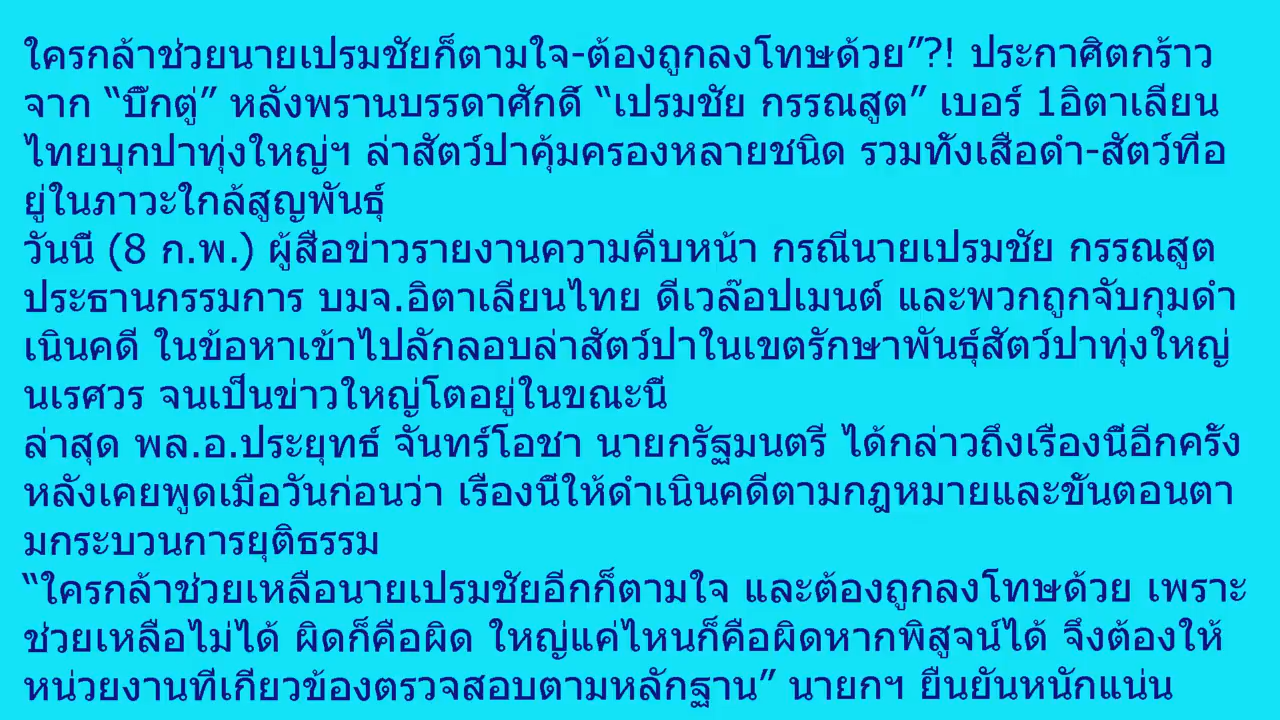 ใครกล้าช่วยนายเปรมชัยก็ตามใจ-ต้องถูกลงโทษด้วย”?! ประกาศิตกร้าว
จาก “บิ๊กตู่” หลังพรานบรรดาศักดิ์ “เปรมชัย กรรณสูต” เบอร์ 1อิตาเลียน
ไทยบุกป่าทุ่งใหญ่ฯ ล่าสัตว์ป่าคุ้มครองหลายชนิด รวมทั้งเสือดำ-สัตว์ที่อ
ยู่ในภาวะใกล้สูญพันธุ์
วันนี้ (8 ก.พ.) ผู้สื่อข่าวรายงานความคืบหน้า กรณีนายเปรมชัย กรรณสูต
ประธานกรรมการ บมจ.อิตาเลียนไทย ดีเวล๊อปเมนต์ และพวกถูกจับกุมดำ
เนินคดี ในข้อหาเข้าไปลักลอบล่าสัตว์ป่าในเขตรักษาพันธุ์สัตว์ป่าทุ่งใหญ่
นเรศวร จนเป็นข่าวใหญ่โตอยู่ในขณะนี้
ล่าสุด พล.อ.ประยุทธ์ จันทร์โอชา นายกรัฐมนตรี ได้กล่าวถึงเรื่องนี้อีกครั้ง
หลังเคยพูดเมื่อวันก่อนว่า เรื่องนี้ให้ดำเนินคดีตามกฎหมายและขั้นตอนตา
มกระบวนการยุติธรรม
“ใครกล้าช่วยเหลือนายเปรมชัยอีกก็ตามใจ และต้องถูกลงโทษด้วย เพราะ
ช่วยเหลือไม่ได้ ผิดก็คือผิด ใหญ่แค่ไหนก็คือผิดหากพิสูจน์ได้ จึงต้องให้
หน่วยงานที่เกี่ยวข้องตรวจสอบตามหลักฐาน” นายกฯ ยืนยันหนักแน่น